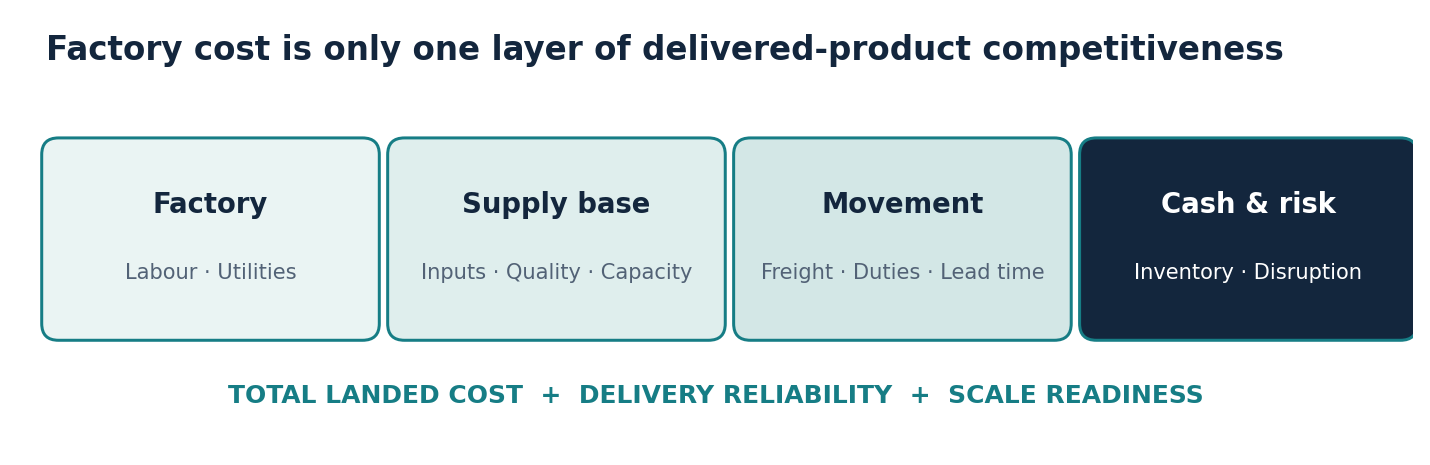 Factory cost is only one layer of delivered-product competitiveness
Factory
Labour · Utilities
Supply base
Inputs · Quality · Capacity
Movement
Freight · Duties · Lead time
Cash & risk
Inventory · Disruption
TOTAL LANDED COST + DELIVERY RELIABILITY + SCALE READINESS